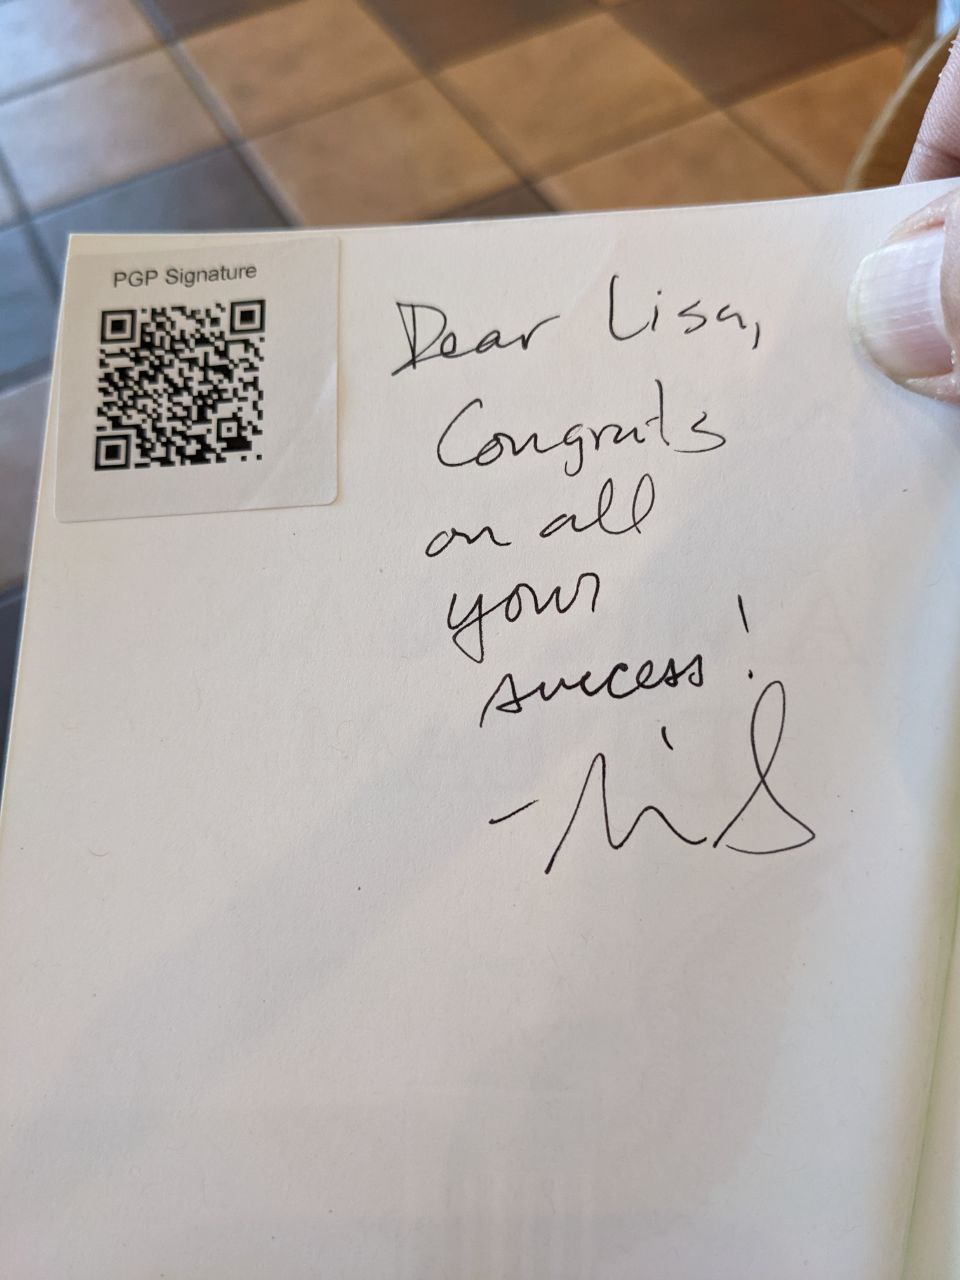 PGP Signature
Dear Lisa,
Congrats
on all
your
success!